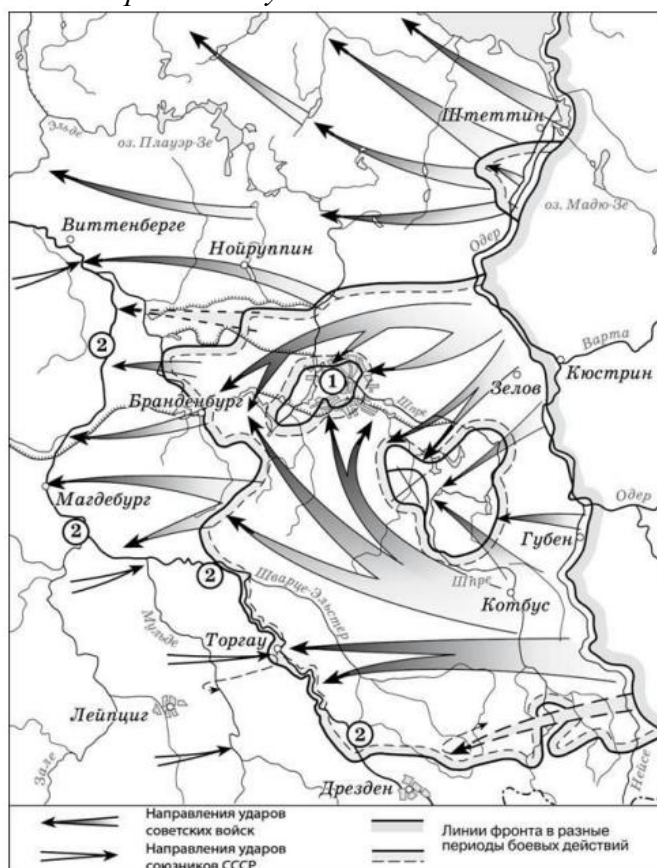 Штеттин
Эльде
оз. Плауэр-Зе
оз. Мадю-Зе
Виттенберге
Нойруппин
Одер
2
Варта
Кюстрин
1
Зелов
Шпре
Бранденбург
Магдебург
Одер
2
Губен
2
Шварце-Эльстер
Шпре
Котбус
Мульде
Торгау
Лейпциг
2
Зале
Дрезден
Нейсе
Направления ударов
советских войск
Направления ударов
союзников СССР
Линии фронта в разные
периоды боевых действий